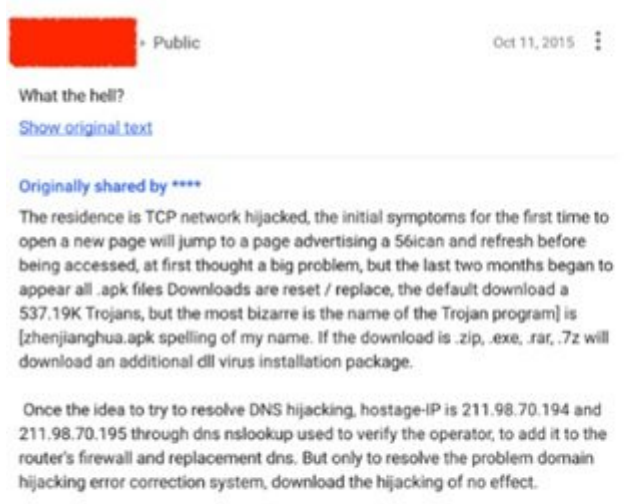 Public
Oct 11, 2015
What the hell?
Show original text
Originally shared by ****
The residence is TCP network hijacked, the initial symptoms for the first time to
open a new page will jump to a page advertising a 56ican and refresh before
being accessed, at first thought a big problem, but the last two months began to
appear all .apk files Downloads are reset / replace, the default download a
537.19K Trojans, but the most bizarre is the name of the Trojan program] is
[zhenjianghua.apk spelling of my name. If the download is .zip, .exe, .rar, .7z will
download an additional dll virus installation package.
Once the idea to try to resolve DNS hijacking, hostage-IP is 211.98.70.194 and
211.98.70.195 through dns nslookup used to verify the operator, to add it to the
router's firewall and replacement dns. But only to resolve the problem domain
hijacking error correction system, download the hijacking of no effect.